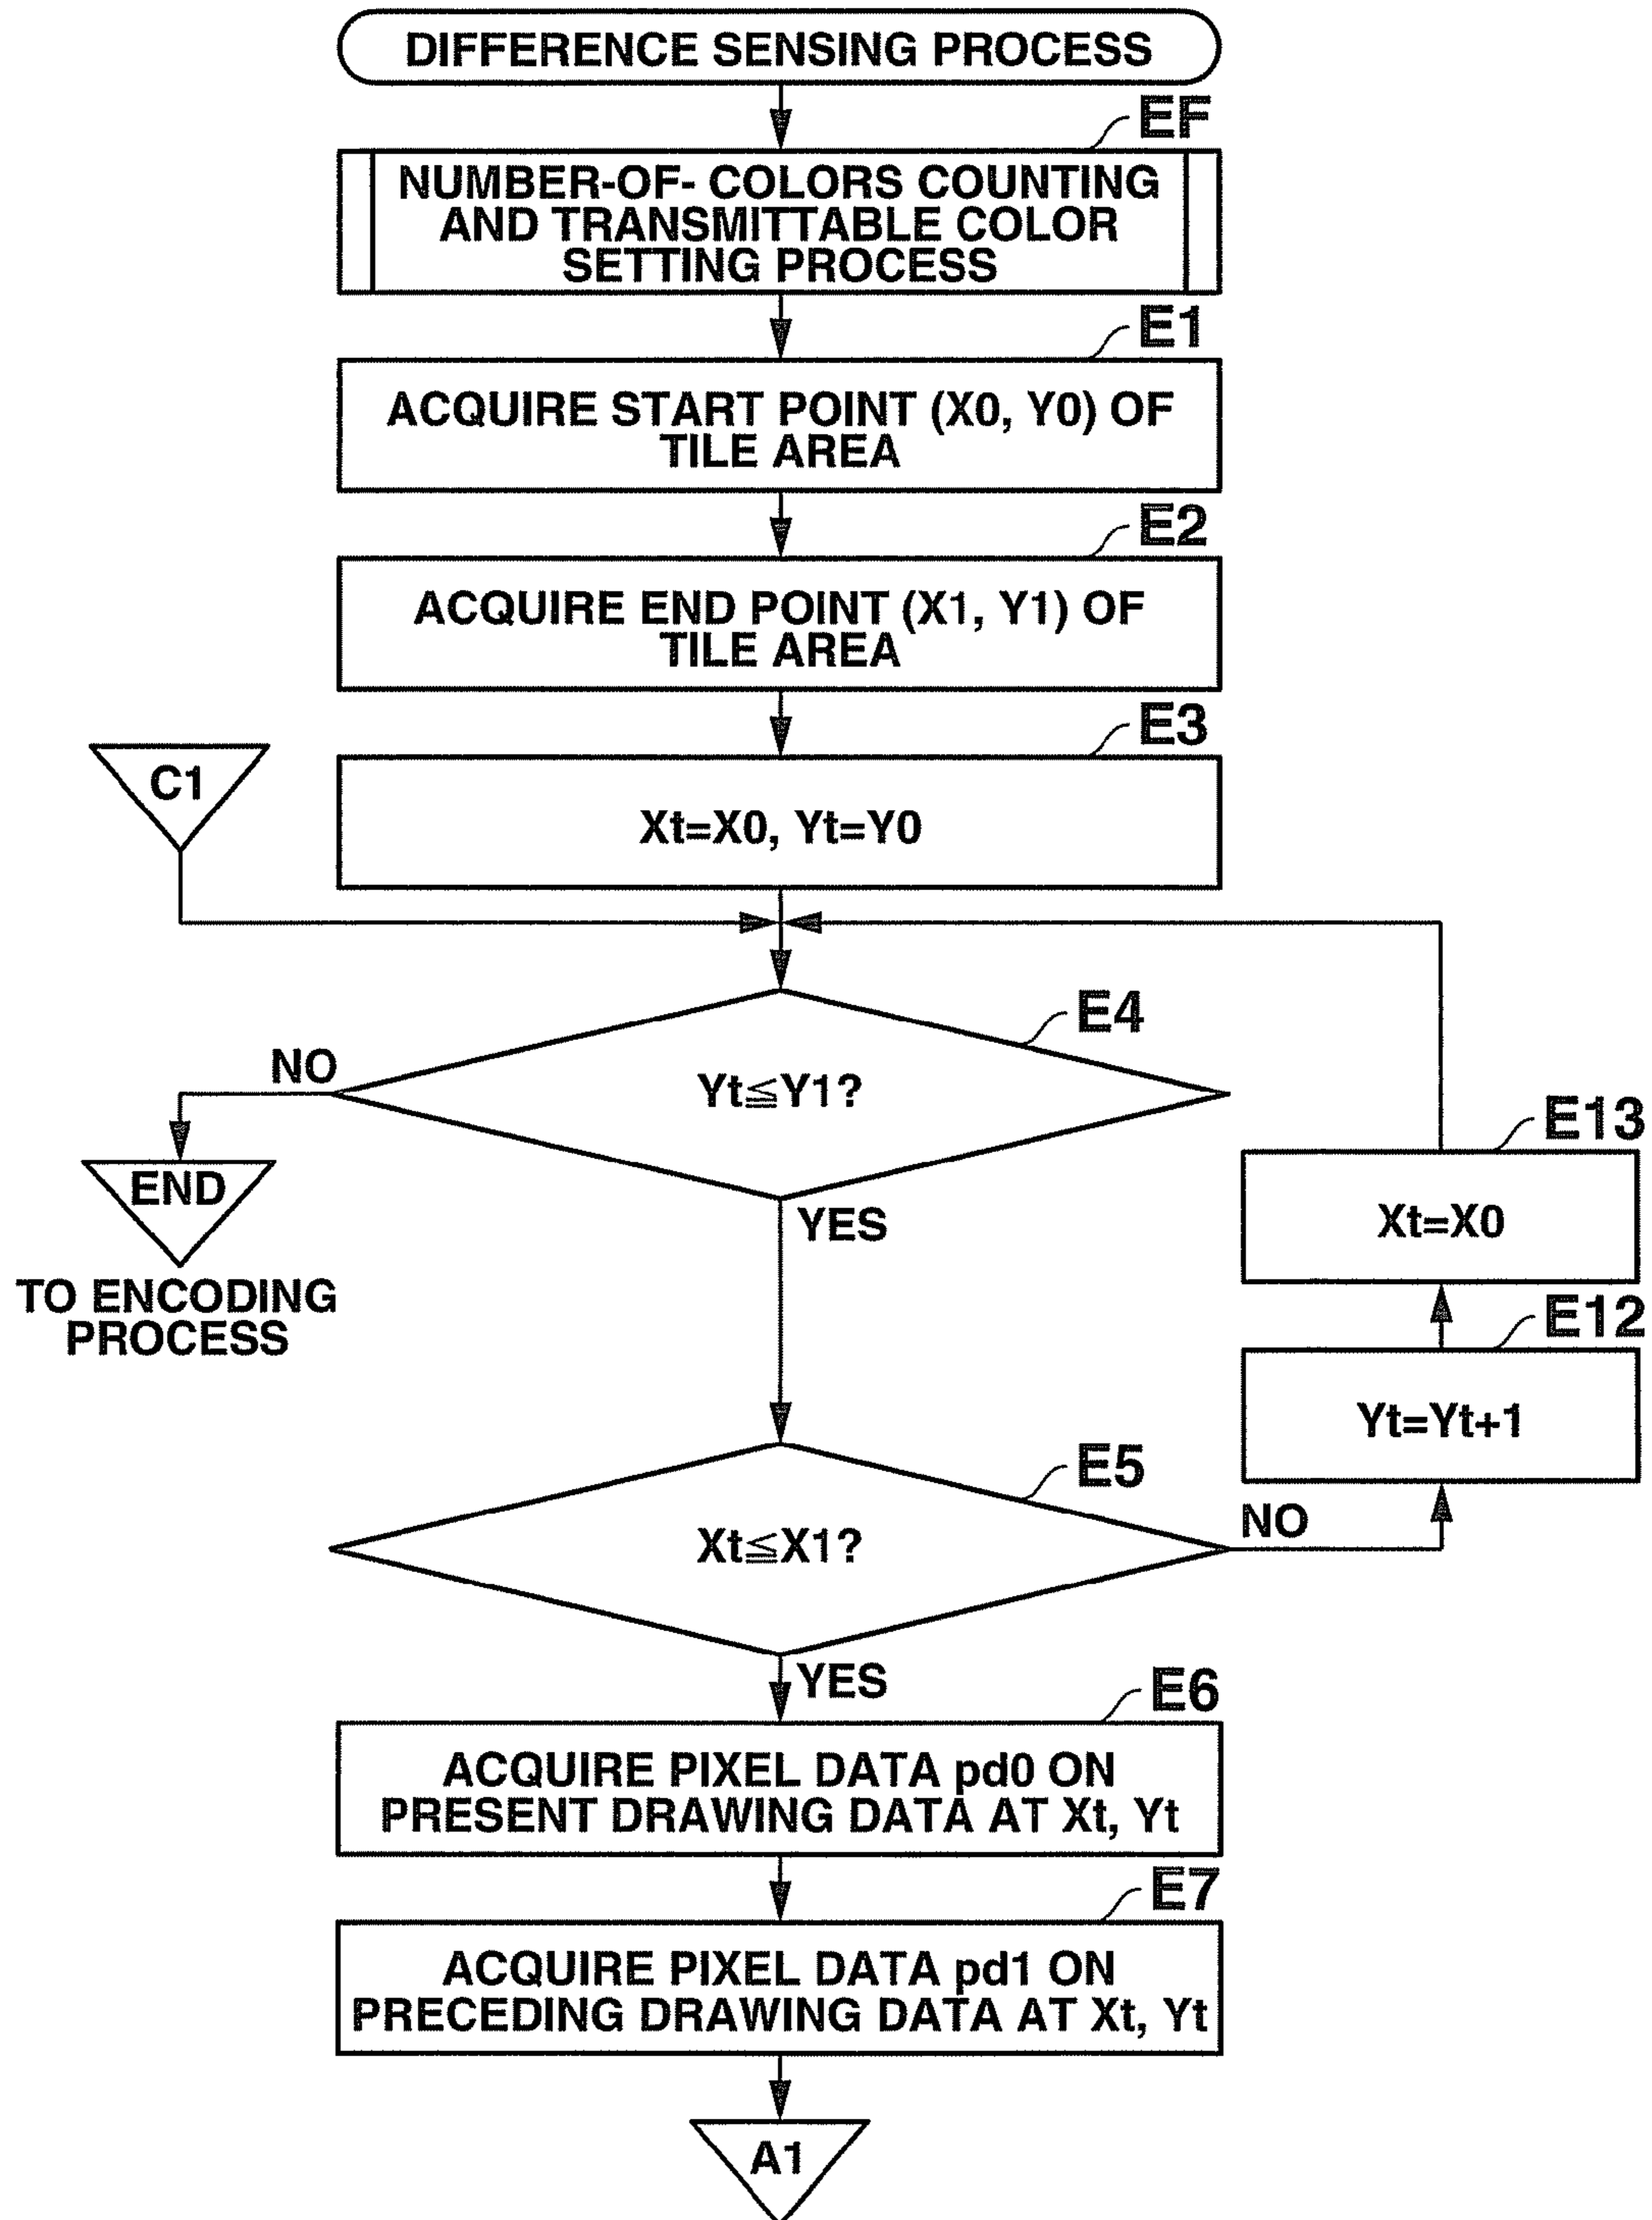 DIFFERENCE SENSING PROCESS
EF
NUMBER-OF- COLORS COUNTING
AND TRANSMITTABLE COLOR
SETTING PROCESS
E1
ACQUIRE START POINT (X0, Y0) OF
TILE AREA
E2
ACQUIRE END POINT (X1, Y1) OF
TILE AREA
E3
C1
Xt=X0, Yt=Y0
E4
NO
Yt≦Y1?
E13
END
YES
Xt=X0
TO ENCODING
PROCESS
E12
Yt=Yt+1
E5
NO
Xt≦X1?
YES
E6
ACQUIRE PIXEL DATA pd0 ON
PRESENT DRAWING DATA AT Xt, Yt
E7
ACQUIRE PIXEL DATA pd1 ON
PRECEDING DRAWING DATA AT Xt, Yt
A1